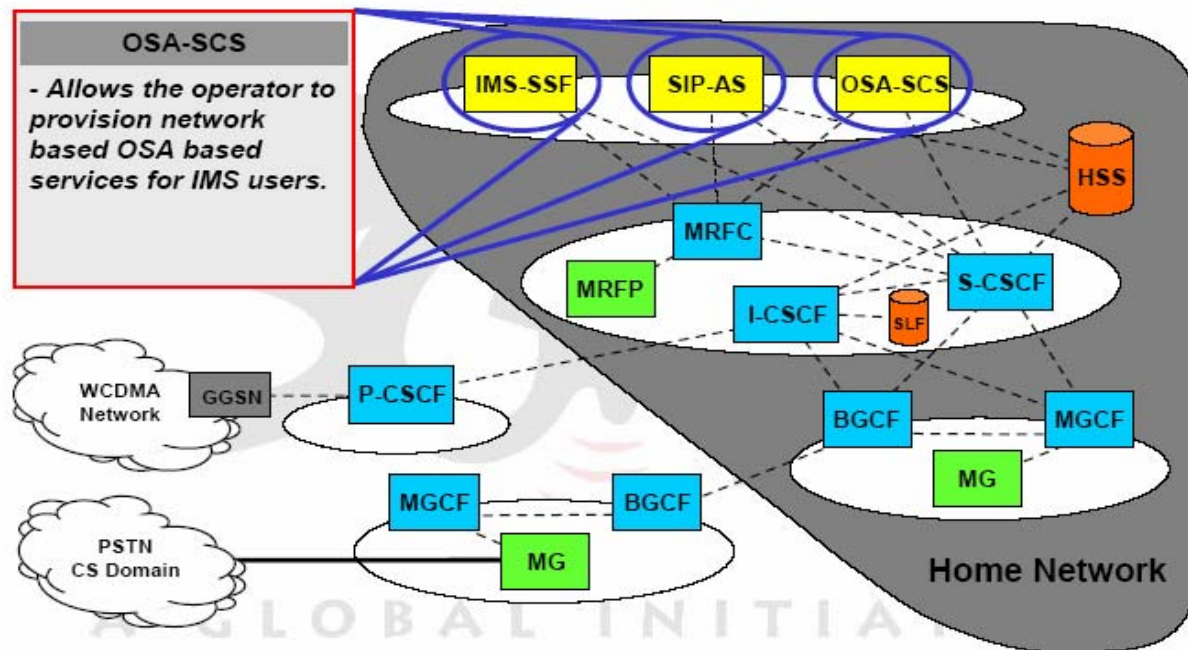 OSA-SCS
- Allows the operator to
provision network
based OSA based
services for IMS users.
IMS-SSF
SIP-AS
OSA-SCS
HSS
MRFC
MRFP
S-CSCF
I-CSCF
SLF
WCDMA
Network
GGSN
P-CSCF
BGCF
MGCF
MG
MGCF
BGCF
MG
PSTN
CS Domain
Home Network
A GLOBAL INITIA